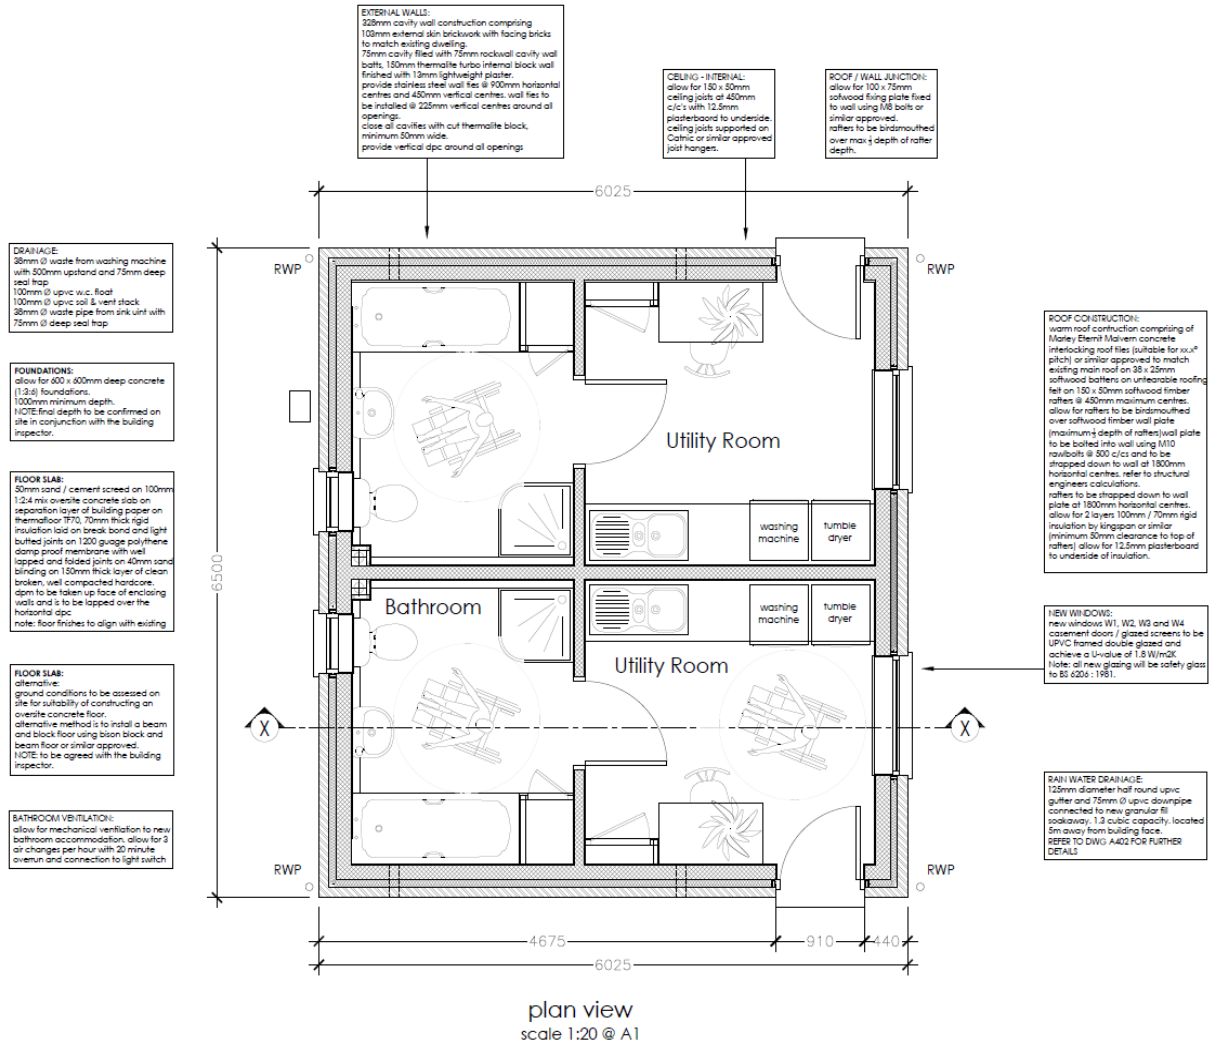 EXTERNAL WALLS:
328mm cavity wall construction comprising
103mm external skin brickwork with facing bricks
to match existing dwelling.
75mm cavity filled with 75mm rockwall cavity wall
batts, 150mm thermalite turbo internal block wall
finished with 13mm lightweight plaster.
provide stainless steel wall ties @ 900mm horizontal
centres and 450mm vertical centres. wall ties to
be installed @ 225mm vertical centres around all
openings.
close all cavities with cut thermalite block,
minimum 50mm wide.
provide vertical dpc around all openings
CEILING - INTERNAL:
allow for 150 x 50mm
ceiling joists at 450mm
c/c's with 12.5mm
plasterbaord to underside.
ceiling joists supported on
Catnic or similar approved
joist hangers.
ROOF / WALL JUNCTION:
allow for 100 x 75mm
sofwood fixing plate fixed
to wall using M8 bolts or
similar approved.
rafters to be birdsmouthed
over max ⅓ depth of rafter
depth.
6025
DRAINAGE:
38mm Ø waste from washing machine
with 500mm upstand and 75mm deep
seal trap
100mm Ø upvc w.c. float
100mm Ø upvc soil & vent stack
38mm Ø waste pipe from sink uint with
75mm Ø deep seal trap
RWP
RWP
FOUNDATIONS:
allow for 600 x 600mm deep concrete
(1:3:6) foundations.
1000mm minimum depth.
NOTE:final depth to be confirmed on
site in conjunction with the building
inspector.
FLOOR SLAB:
50mm sand / cement screed on 100mm
1:2:4 mix oversite concrete slab on
separation layer of building paper on
thermafloor TF70, 70mm thick rigid
insulation laid on break bond and light
butted joints on 1200 guage polythene
damp proof membrane with well
lapped and folded joints on 40mm sand
blinding on 150mm thick layer of clean
broken, well compacted hardcore.
dpm to be taken up face of enclosing
walls and is to be lapped over the
horizontal dpc
note: floor finishes to align with existing
FLOOR SLAB:
alternative:
ground conditions to be assessed on
site for suitability of constructing an
oversite concrete floor.
alternative method is to install a beam
and block floor using bison block and
beam floor or similar approved.
NOTE: to be agreed with the building
inspector.
BATHROOM VENTILATION:
allow for mechanical ventilation to new
bathroom accommodation. allow for 3
air changes per hour with 20 minute
overrun and connection to light switch
6500
Utility Room
washing
machine
tumble
dryer
Bathroom
washing
machine
tumble
dryer
Utility Room
X
X
RWP
RWP
ROOF CONSTRUCTION:
warm roof contruction comprising of
Marley Eternit Malvern concrete
interlocking roof tiles (suitable for xx.x°
pitch) or similar approved to match
existing main roof on 38 x 25mm
softwood battens on untearable roofing
felt on 150 x 50mm softwood timber
rafters @ 450mm maximum centres.
allow for rafters to be birdsmouthed
over softwood timber wall plate
(maximum ⅓ depth of rafters)wall plate
to be bolted into wall using M10
rawlbolts @ 500 c/cs and to be
strapped down to wall at 1800mm
horizontal centres. refer to structural
engineers calculations.
rafters to be strapped down to wall
plate at 1800mm horizontal centres.
allow for 2 layers 100mm / 70mm rigid
insulation by kingspan or similar
(minimum 50mm clearance to top of
rafters) allow for 12.5mm plasterboard
to underside of insulation.
NEW WINDOWS:
new windows W1, W2, W3 and W4
casement doors / glazed screens to be
UPVC framed double glazed and
achieve a U-value of 1.8 W/m2K
Note: all new glazing will be safety glass
to BS 6206 : 1981.
RAIN WATER DRAINAGE:
125mm diameter half round upvc
gutter and 75mm Ø upvc downpipe
connected to new granular fill
soakaway. 1.3 cubic capacity. located
5m away from building face.
REFER TO DWG A402 FOR FURTHER
DETAILS
4675
910
440
6025
plan view
scale 1:20 @ A1